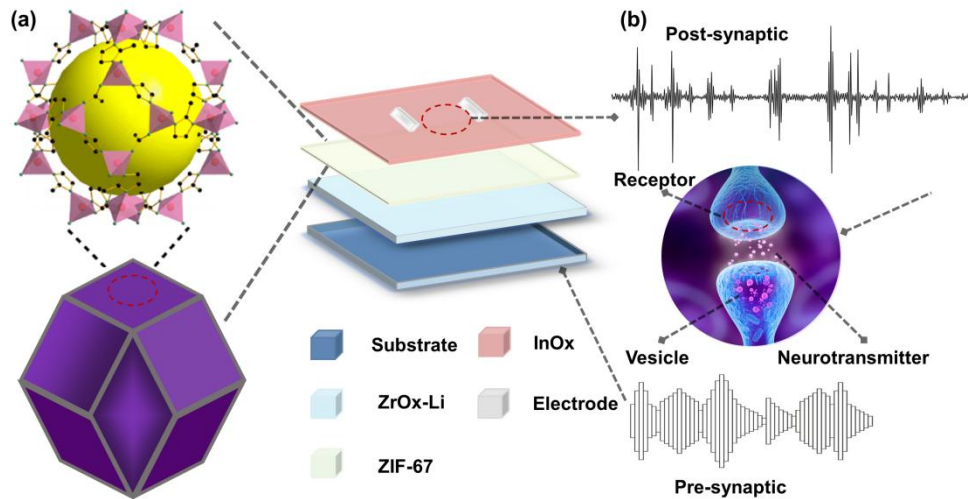 (a)
(b)
Post-synaptic
Receptor
Vesicle
Neurotransmitter
Pre-synaptic
Substrate
InOx
ZrOx-Li
Electrode
ZIF-67